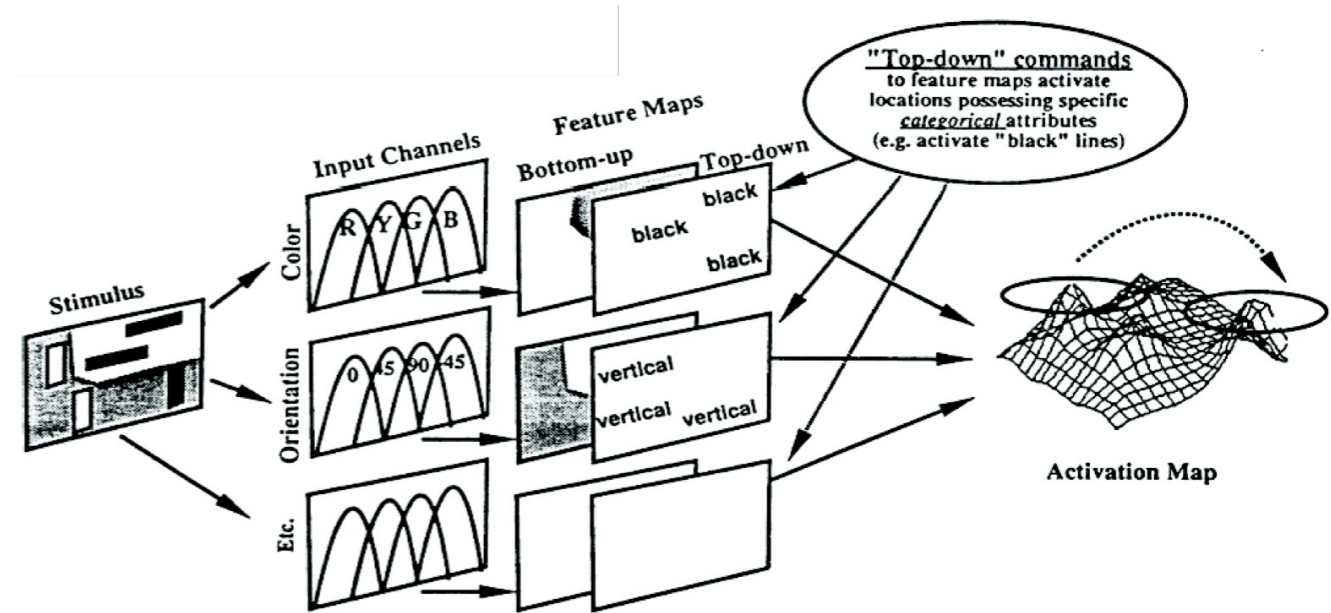 "Top-down" commands
to feature maps activate
locations possessing specific
categorical attributes
(e.g. activate "black" lines)
Feature Maps
Input Channels
Bottom-up
Top-down
Stimulus
Color
R Y G B
black
black
black
Orientation
0 45 90 -45
vertical
vertical
vertical
Etc.
Activation Map